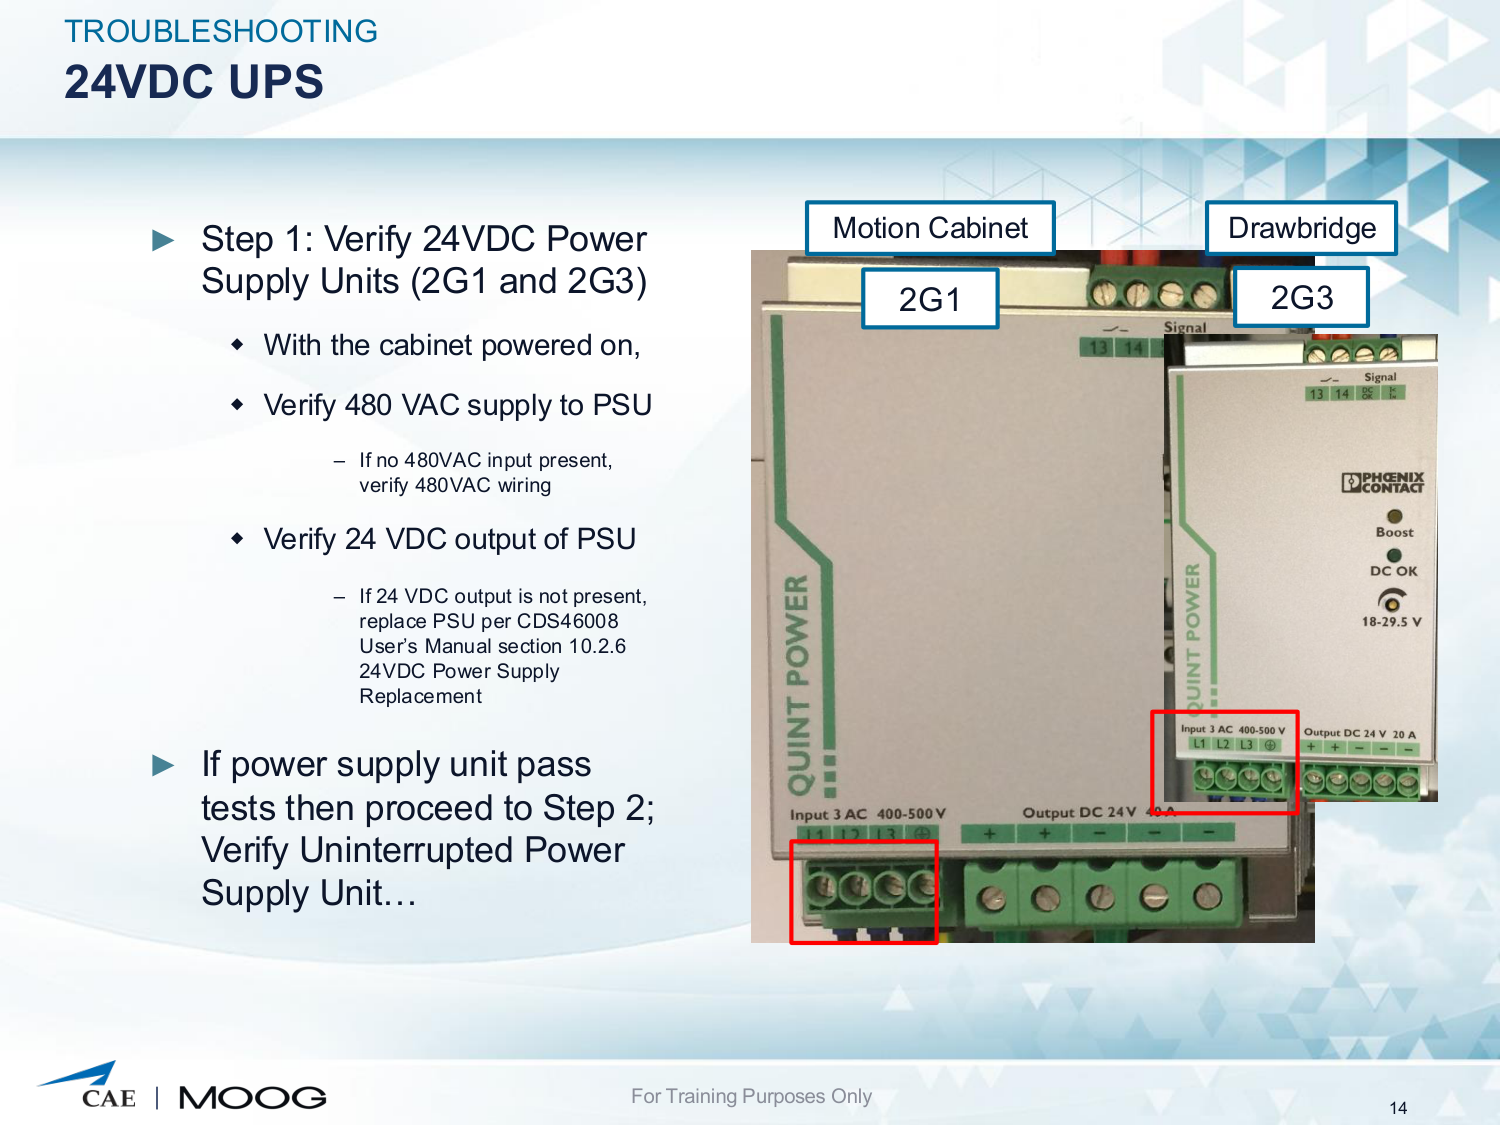 TROUBLESHOOTING
24VDC UPS
► Step 1: Verify 24VDC Power
Supply Units (2G1 and 2G3)
◆ With the cabinet powered on,
◆ Verify 480 VAC supply to PSU
– If no 480VAC input present,
verify 480VAC wiring
◆ Verify 24 VDC output of PSU
– If 24 VDC output is not present,
replace PSU per CDS46008
User’s Manual section 10.2.6
24VDC Power Supply
Replacement
► If power supply unit pass
tests then proceed to Step 2;
Verify Uninterrupted Power
Supply Unit…
Motion Cabinet
2G1
Signal
13 14
QUINT POWER
Input 3 AC 400-500 V
L1 L2 L3
Output DC 24 V 40 A
+ + – – –
Drawbridge
2G3
Signal
13 14 DC OK
PHŒNIX
CONTACT
Boost
DC OK
18-29.5 V
QUINT POWER
Input 3 AC 400-500 V
L1 L2 L3
Output DC 24 V 20 A
+ + – – –
CAE | MOOG
For Training Purposes Only
14